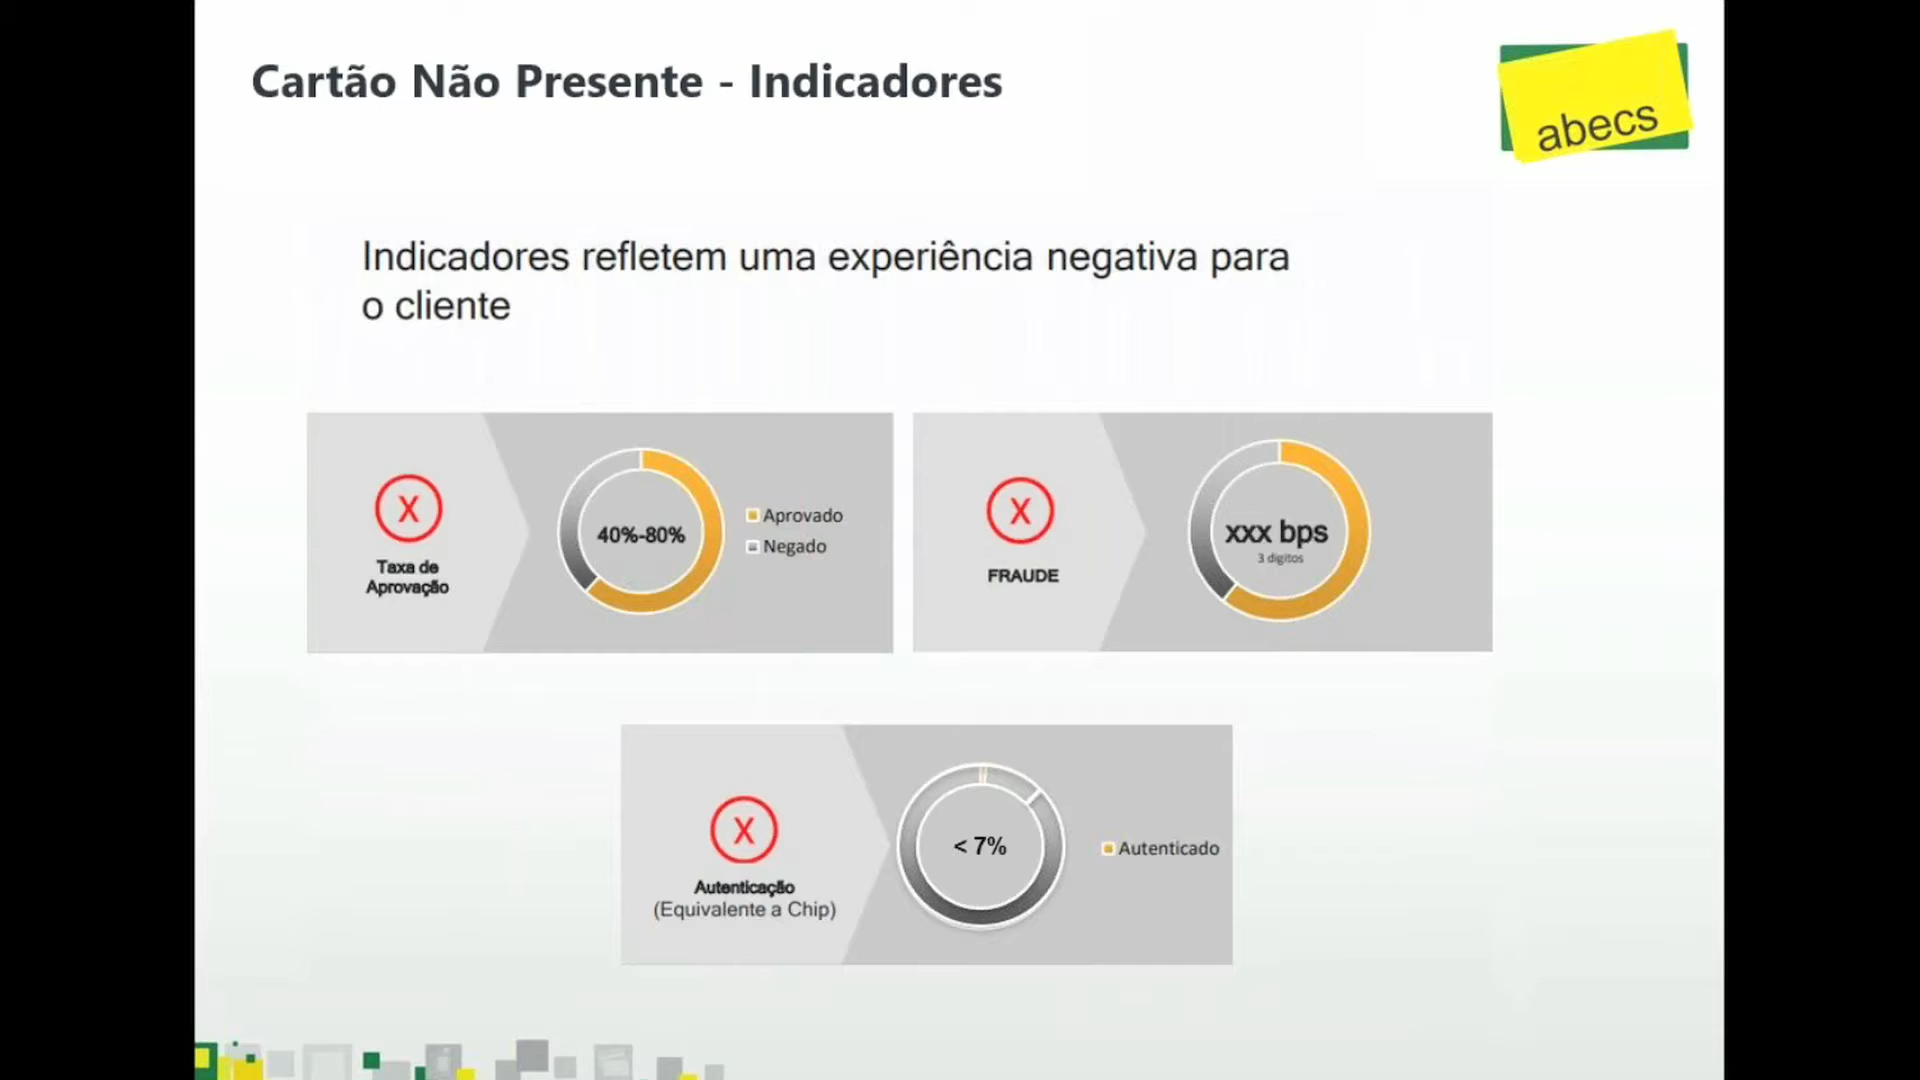 Cartão Não Presente - Indicadores
abecs
Indicadores refletem uma experiência negativa para
o cliente
X
Taxa de
Aprovação
40%-80%
Aprovado
Negado
X
FRAUDE
xxx bps
3 digitos
X
Autenticação
(Equivalente a Chip)
< 7%
Autenticado